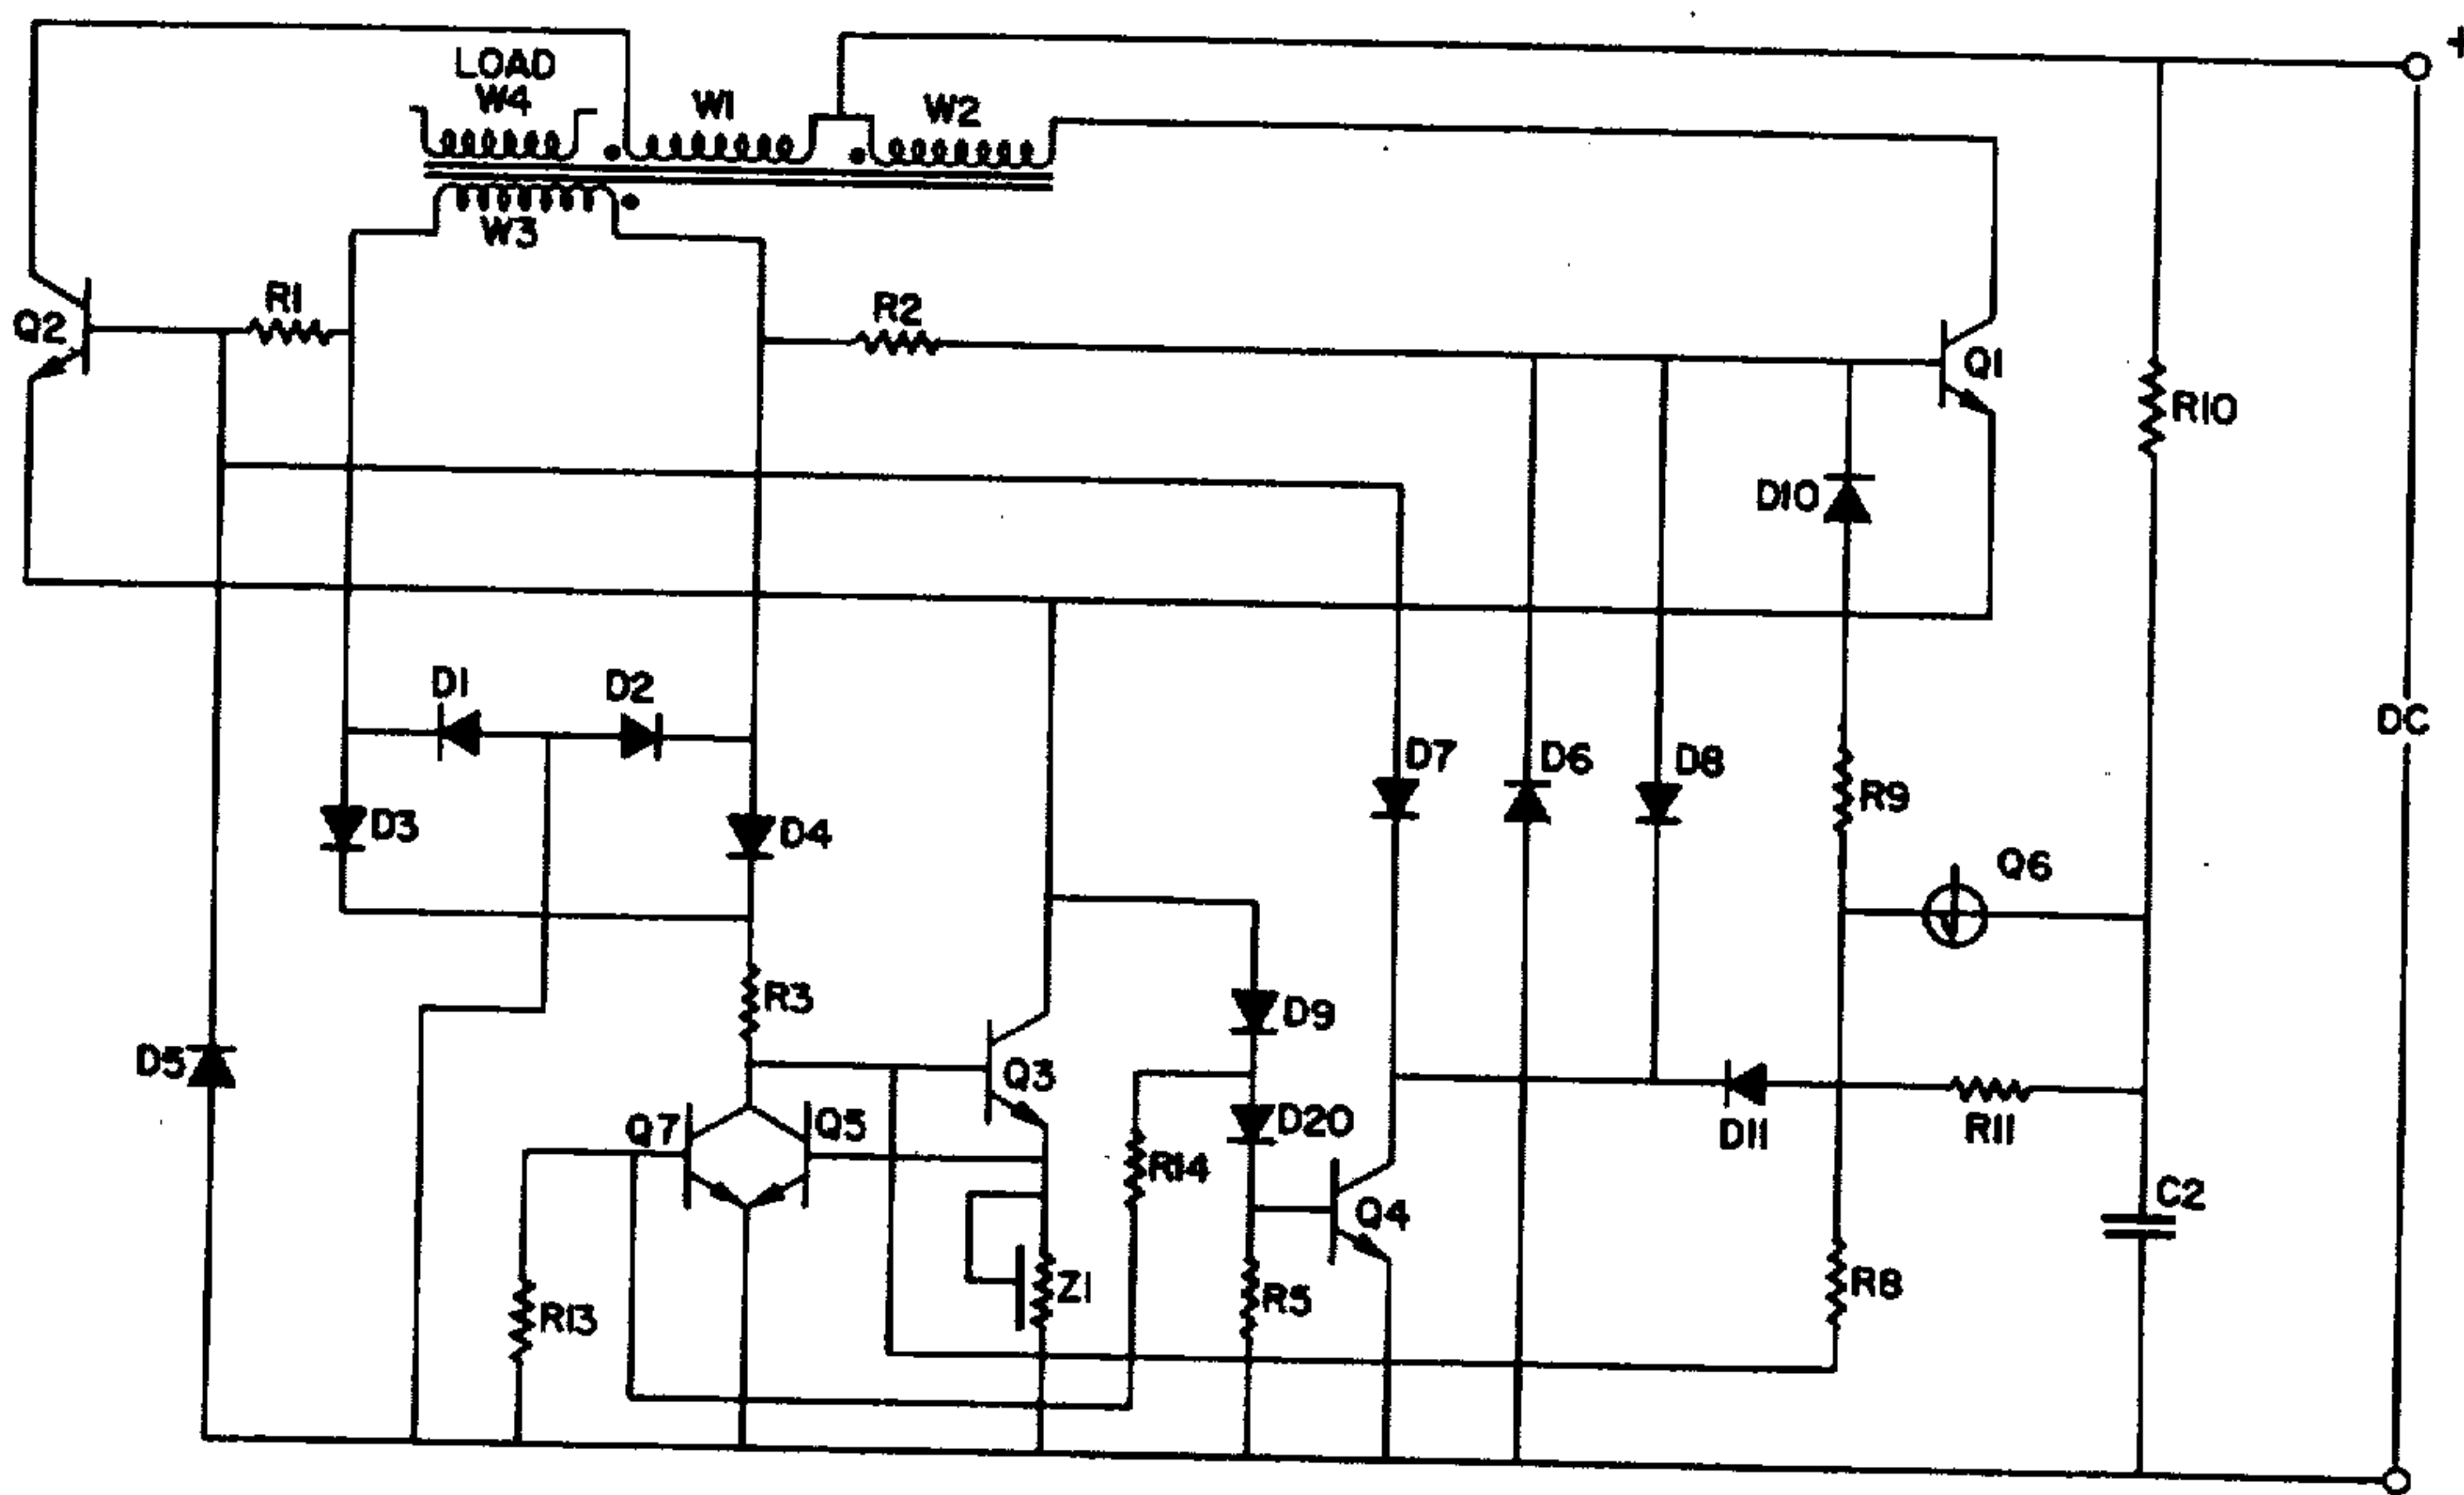 +
LOAD
W4
W1
W2
W3
R1
R2
Q2
Q1
R10
D10
DC
D1
D2
D7
D6
D8
R9
D3
D4
Q6
R3
D9
D5
Q3
Q7
Q5
D20
D11
R11
R14
Q4
C2
R13
Z1
R5
R8